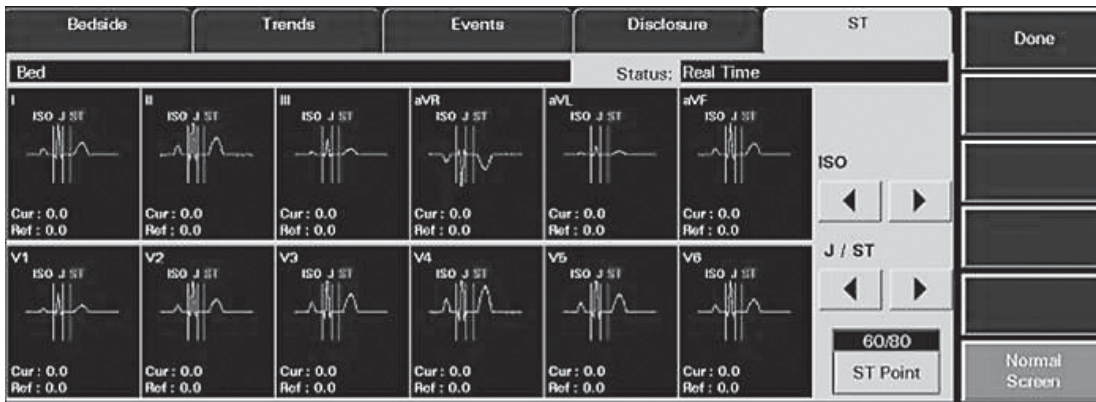 Bedside Trends Events Disclosure ST Done
Bed Status: Real Time
I II III aVR aVL aVF
ISO J ST ISO J ST ISO J ST ISO J ST ISO J ST ISO J ST
ISO
Cur: 0.0 Cur: 0.0 Cur: 0.0 Cur: 0.0 Cur: 0.0 Cur: 0.0
Ref: 0.0 Ref: 0.0 Ref: 0.0 Ref: 0.0 Ref: 0.0 Ref: 0.0
J / ST
V1 V2 V3 V4 V5 V6
ISO J ST ISO J ST ISO J ST ISO J ST ISO J ST ISO J ST
60/80
ST Point
Cur: 0.0 Cur: 0.0 Cur: 0.0 Cur: 0.0 Cur: 0.0 Cur: 0.0
Ref: 0.0 Ref: 0.0 Ref: 0.0 Ref: 0.0 Ref: 0.0 Ref: 0.0
Normal
Screen